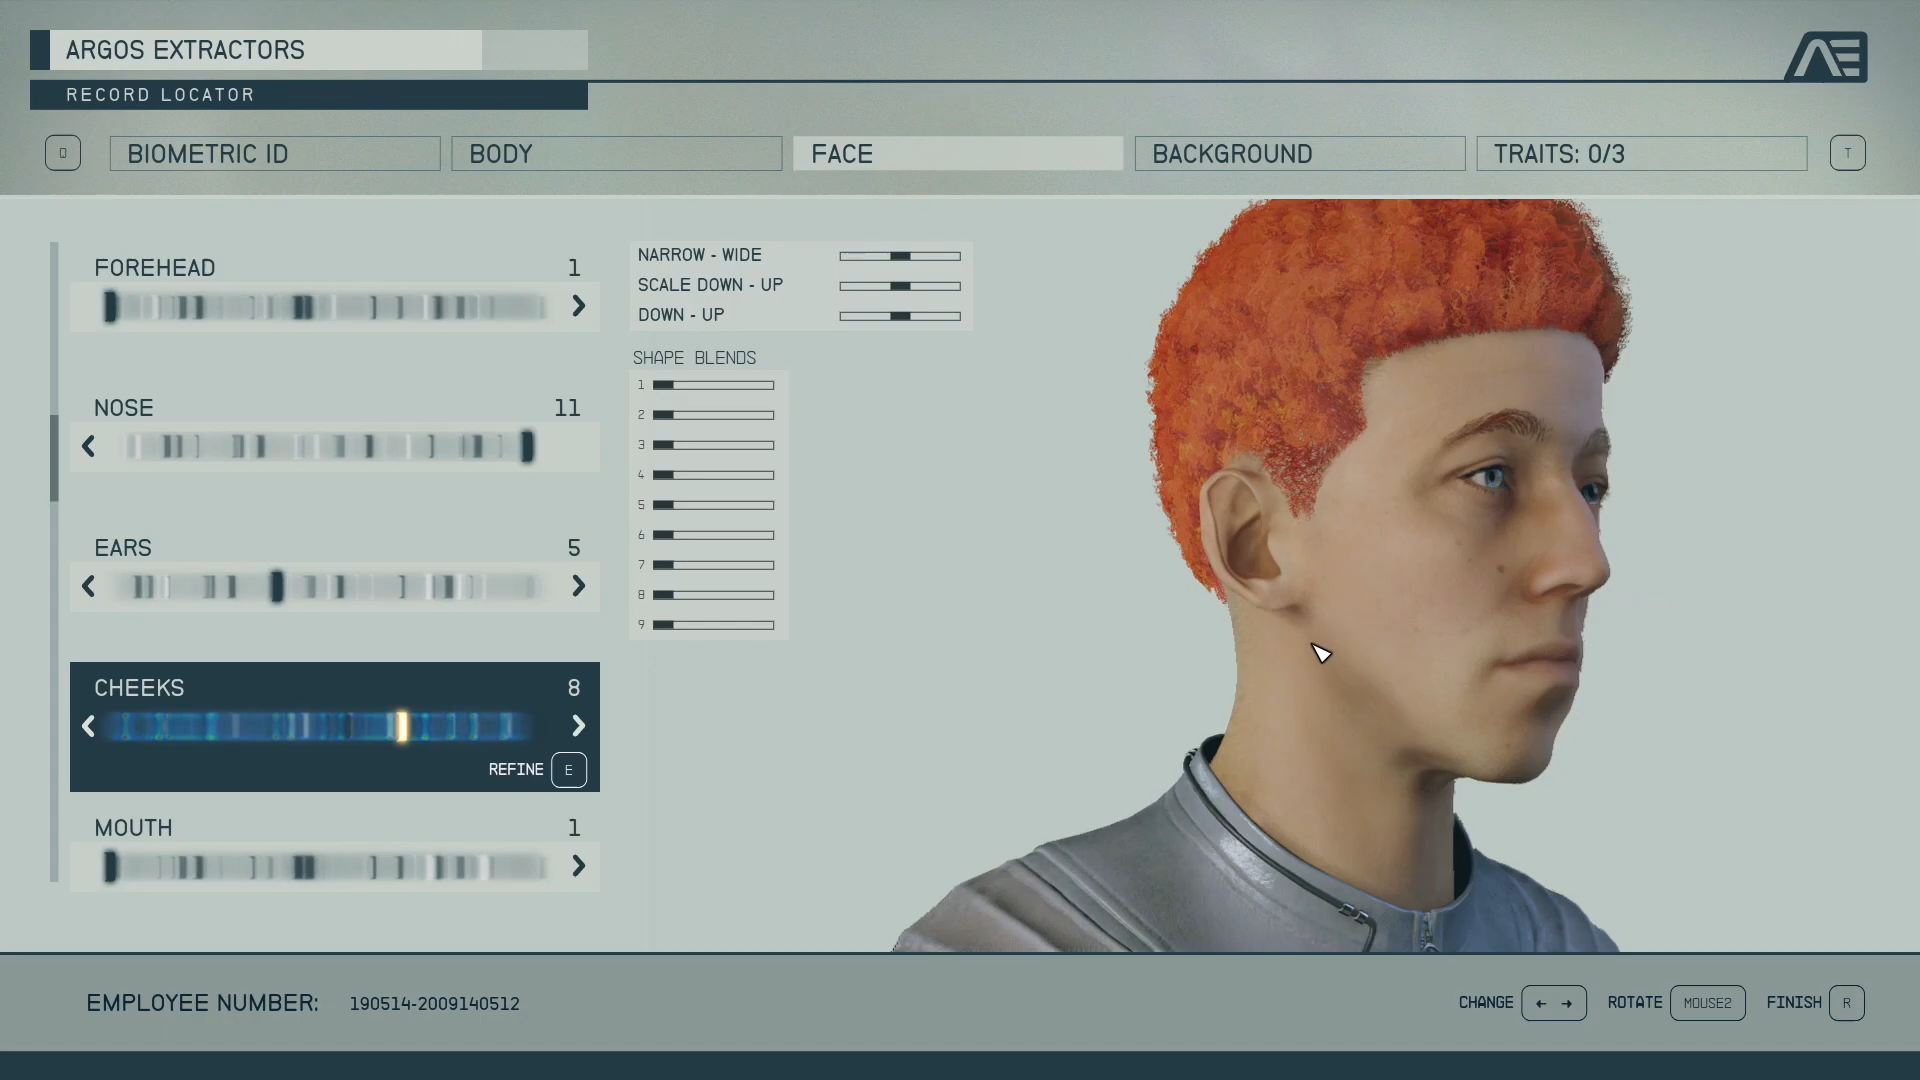 ARGOS EXTRACTORS
RECORD LOCATOR
BIOMETRIC ID
BODY
FACE
BACKGROUND
TRAITS: 0/3
T
FOREHEAD 1
NOSE 11
EARS 5
CHEEKS 8
REFINE E
MOUTH 1
NARROW - WIDE
SCALE DOWN - UP
DOWN - UP
SHAPE BLENDS
1
2
3
4
5
6
7
8
9
EMPLOYEE NUMBER: 190514-2009140512
CHANGE ← → ROTATE MOUSE2 FINISH R